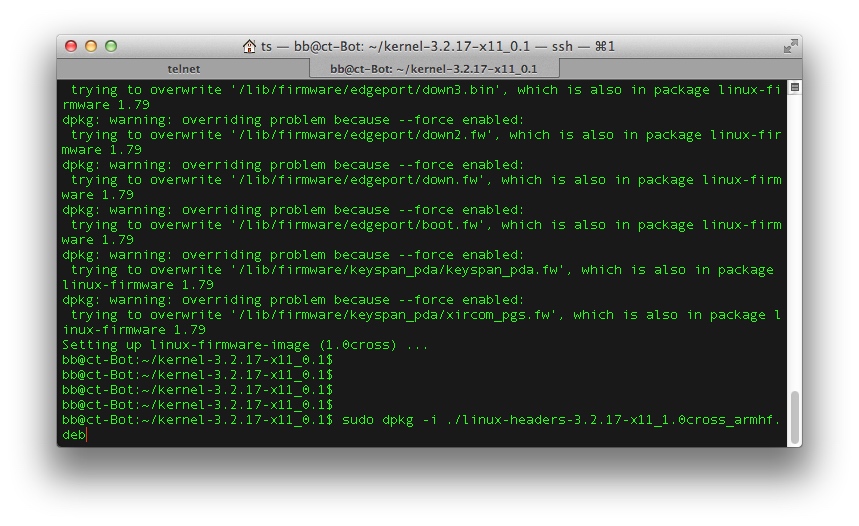 ts — bb@ct-Bot: ~/kernel-3.2.17-x11_0.1 — ssh — ⌘1
telnet
bb@ct-Bot: ~/kernel-3.2.17-x11_0.1
trying to overwrite '/lib/firmware/edgeport/down3.bin', which is also in package linux-fi
rmware 1.79
dpkg: warning: overriding problem because --force enabled:
trying to overwrite '/lib/firmware/edgeport/down2.fw', which is also in package linux-fir
mware 1.79
dpkg: warning: overriding problem because --force enabled:
trying to overwrite '/lib/firmware/edgeport/down.fw', which is also in package linux-firm
ware 1.79
dpkg: warning: overriding problem because --force enabled:
trying to overwrite '/lib/firmware/edgeport/boot.fw', which is also in package linux-firm
ware 1.79
dpkg: warning: overriding problem because --force enabled:
trying to overwrite '/lib/firmware/keyspan_pda/keyspan_pda.fw', which is also in package
linux-firmware 1.79
dpkg: warning: overriding problem because --force enabled:
trying to overwrite '/lib/firmware/keyspan_pda/xircom_pgs.fw', which is also in package l
inux-firmware 1.79
Setting up linux-firmware-image (1.0cross) ...
bb@ct-Bot:~/kernel-3.2.17-x11_0.1$
bb@ct-Bot:~/kernel-3.2.17-x11_0.1$
bb@ct-Bot:~/kernel-3.2.17-x11_0.1$
bb@ct-Bot:~/kernel-3.2.17-x11_0.1$
bb@ct-Bot:~/kernel-3.2.17-x11_0.1$ sudo dpkg -i ./linux-headers-3.2.17-x11_1.0cross_armhf.
deb